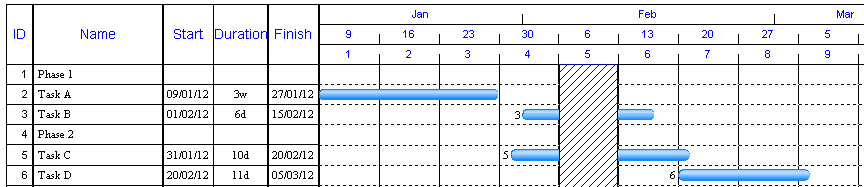 Jan Feb Mar
ID Name Start Duration Finish 9 16 23 30 6 13 20 27 5
1 2 3 4 5 6 7 8 9
1 Phase 1
2 Task A 09/01/12 3w 27/01/12
3 Task B 01/02/12 6d 15/02/12 3
4 Phase 2
5 Task C 31/01/12 10d 20/02/12 5
6 Task D 20/02/12 11d 05/03/12 6